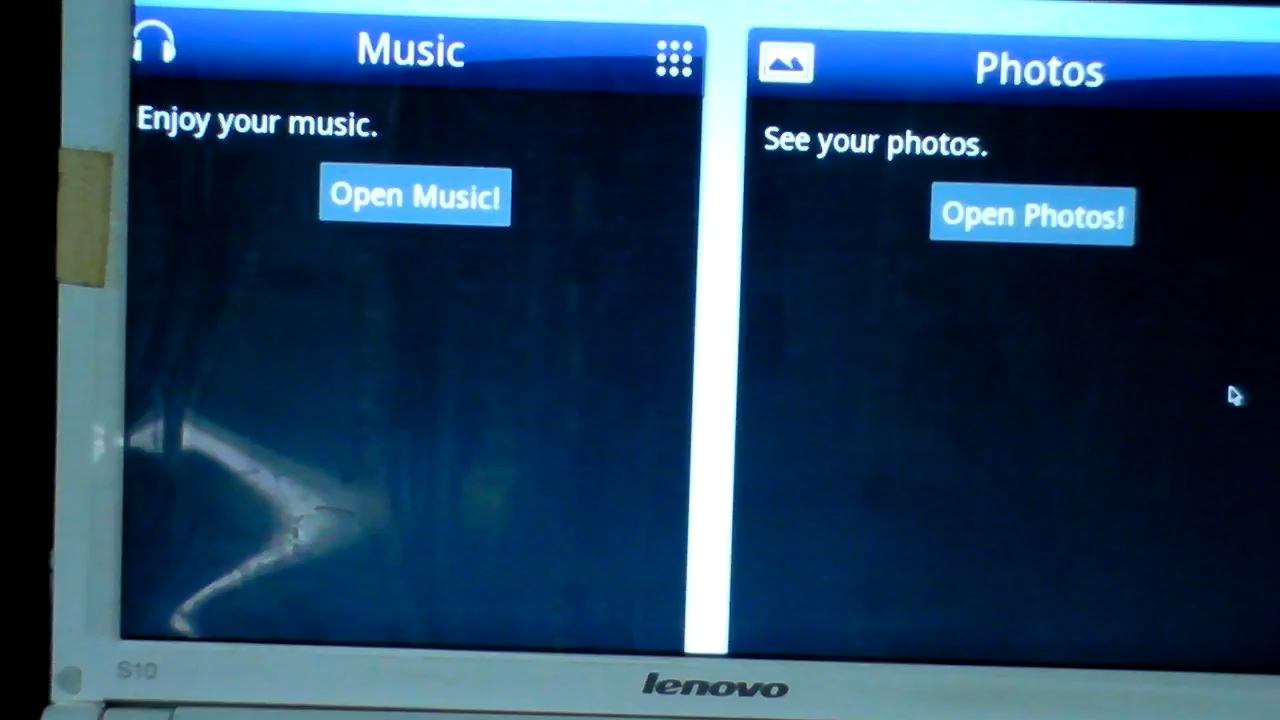 Music
Enjoy your music.
Open Music!
Photos
See your photos.
Open Photos!
S10
lenovo